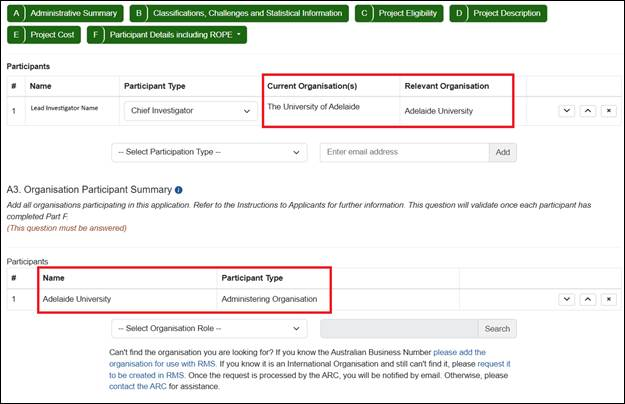 A Administrative Summary B Classifications, Challenges and Statistical Information C Project Eligibility D Project Description
E Project Cost F Participant Details including ROPE
Participants
# Name Participant Type Current Organisation(s) Relevant Organisation
1 Lead Investigator Name Chief Investigator The University of Adelaide Adelaide University
-- Select Participation Type -- Enter email address Add
A3. Organisation Participant Summary
Add all organisations participating in this application. Refer to the Instructions to Applicants for further information. This question will validate once each participant has
completed Part F.
(This question must be answered)
Participants
# Name Participant Type
1 Adelaide University Administering Organisation
-- Select Organisation Role -- Search
Can't find the organisation you are looking for? If you know the Australian Business Number please add the
organisation for use with RMS. If you know it is an International Organisation and still can't find it, please request it
to be created in RMS. Once the request is processed by the ARC, you will be notified by email. Otherwise, please
contact the ARC for assistance.